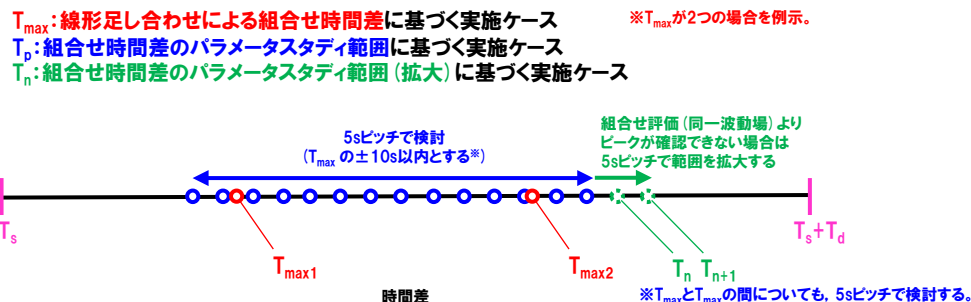 Tmax:線形足し合わせによる組合せ時間差に基づく実施ケース
※Tmaxが2つの場合を例示。
Tp:組合せ時間差のパラメータスタディ範囲に基づく実施ケース
Tn:組合せ時間差のパラメータスタディ範囲(拡大)に基づく実施ケース
5sピッチで検討
(Tmax の±10s以内とする※)
組合せ評価(同一波動場)より
ピークが確認できない場合は
5sピッチで範囲を拡大する
Ts
Ts+Td
Tmax1
Tmax2
Tn
Tn+1
時間差
※TmaxとTmaxの間についても,5sピッチで検討する。